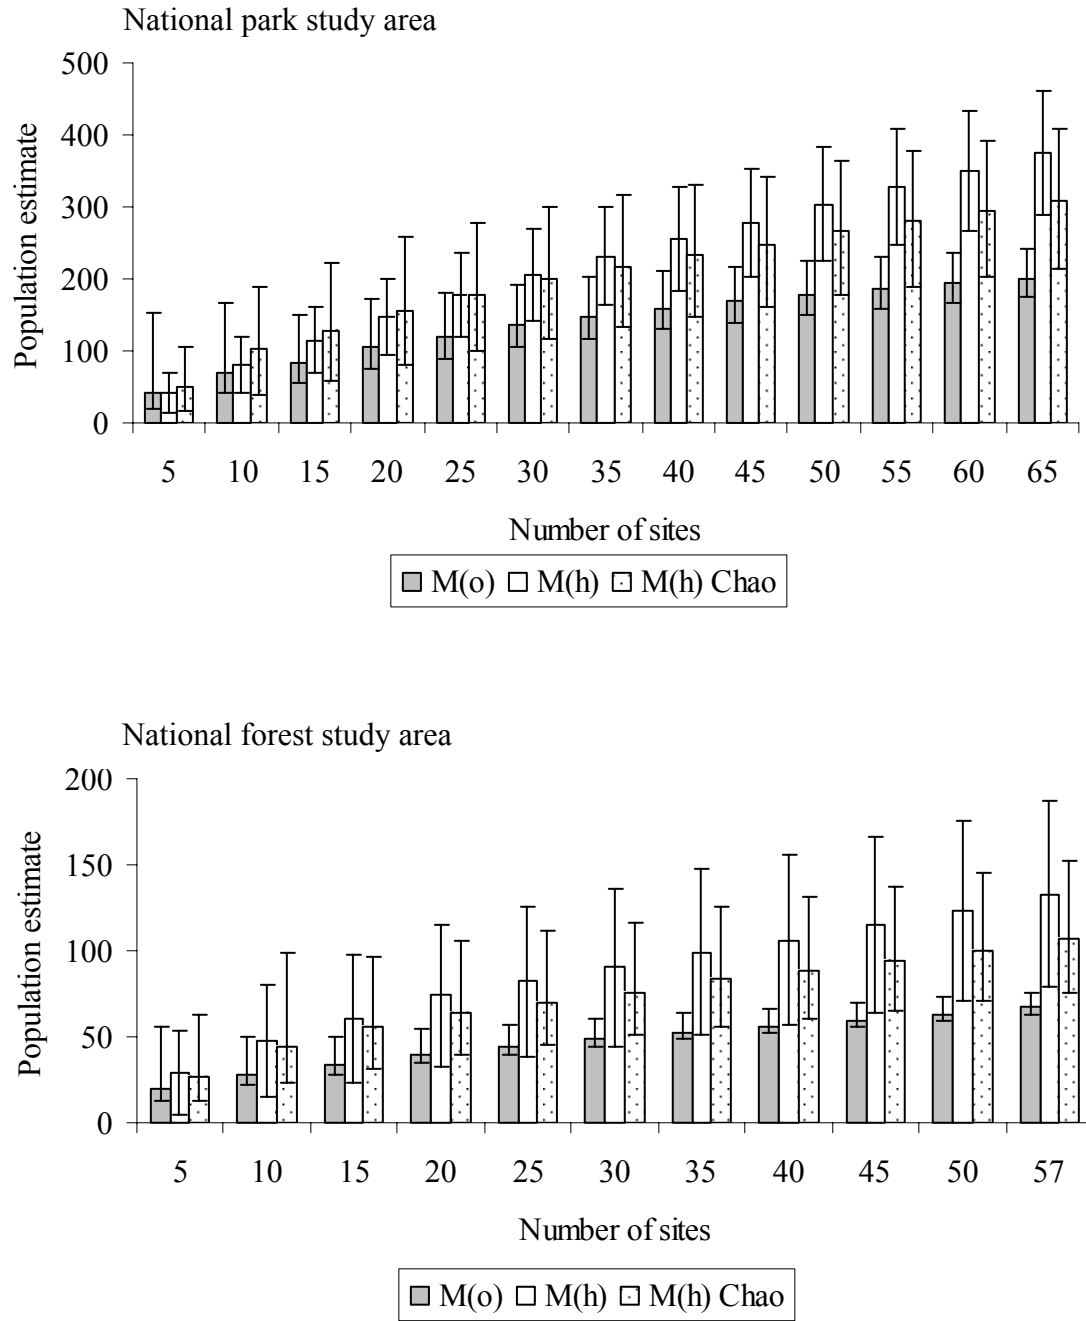 National park study area
500
400
300
200
100
0
Population estimate
5 10 15 20 25 30 35 40 45 50 55 60 65
Number of sites
M(o) M(h) M(h) Chao
National forest study area
200
150
100
50
0
Population estimate
5 10 15 20 25 30 35 40 45 50 57
Number of sites
M(o) M(h) M(h) Chao